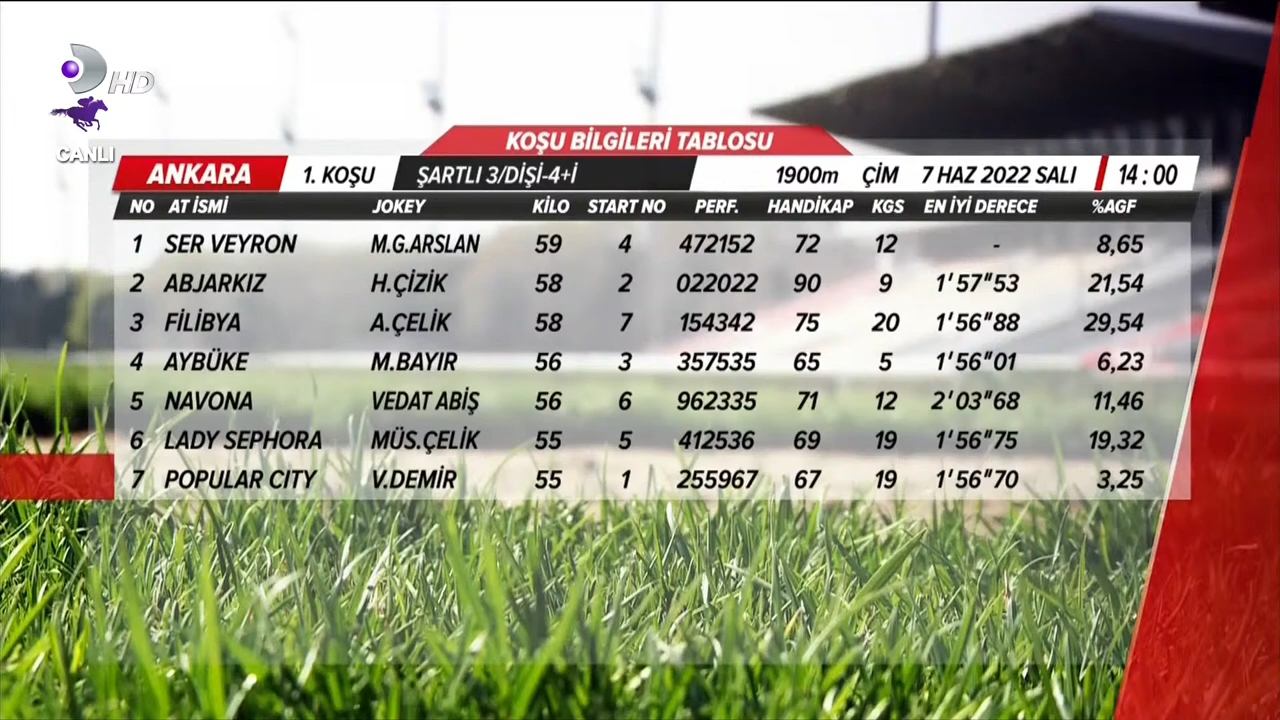 HD
CANLI
KOŞU BİLGİLERİ TABLOSU
ANKARA 1. KOŞU ŞARTLI 3/DİŞİ-4+İ 1900m ÇİM 7 HAZ 2022 SALI 14:00
NO AT İSMİ JOKEY KİLO START NO PERF. HANDİKAP KGS EN İYİ DERECE %AGF
1 SER VEYRON M.G.ARSLAN 59 4 472152 72 12 - 8,65
2 ABJARKIZ H.ÇİZİK 58 2 022022 90 9 1'57"53 21,54
3 FİLİBYA A.ÇELİK 58 7 154342 75 20 1'56"88 29,54
4 AYBÜKE M.BAYIR 56 3 357535 65 5 1'56"01 6,23
5 NAVONA VEDAT ABİŞ 56 6 962335 71 12 2'03"68 11,46
6 LADY SEPHORA MÜS.ÇELİK 55 5 412536 69 19 1'56"75 19,32
7 POPULAR CITY V.DEMİR 55 1 255967 67 19 1'56"70 3,25